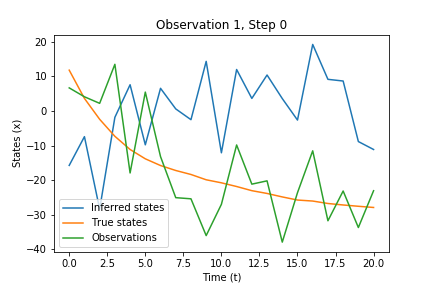 Observation 1, Step 0
States (x)
20
10
0
−10
−20
−30
−40
Inferred states
True states
Observations
0.0 2.5 5.0 7.5 10.0 12.5 15.0 17.5 20.0
Time (t)